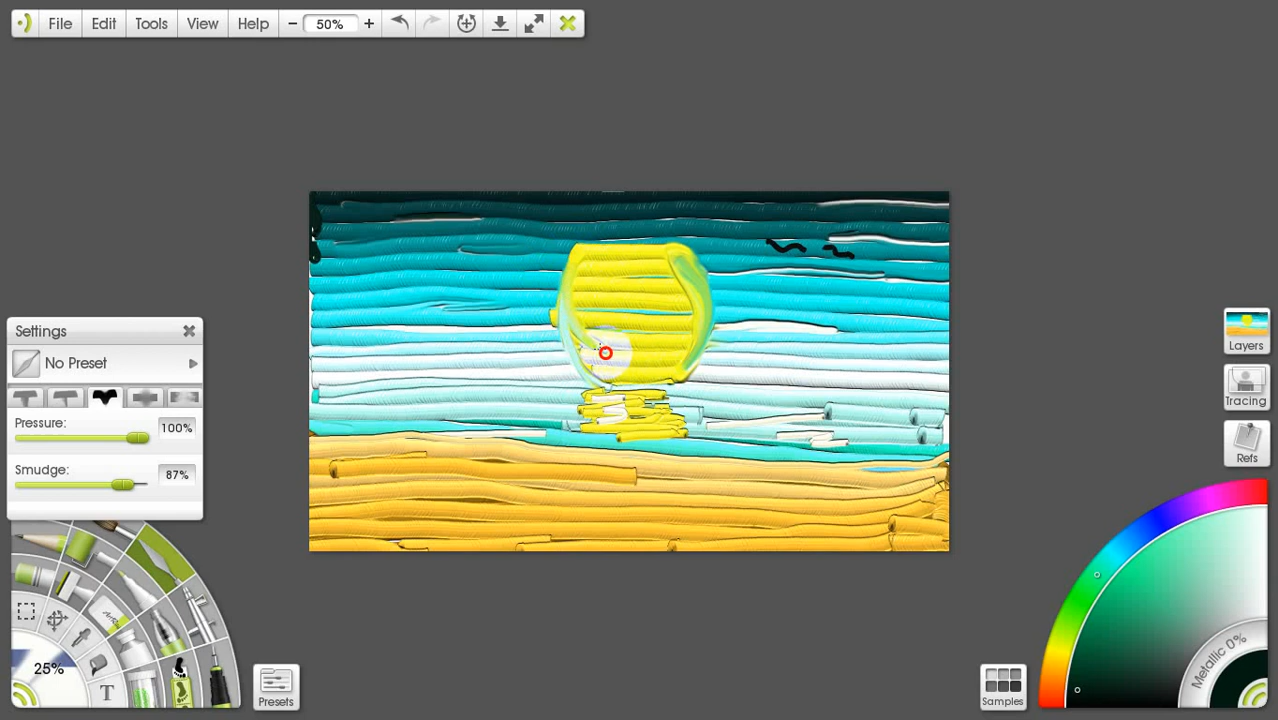 File Edit Tools View Help 50%
Settings
No Preset
Pressure: 100%
Smudge: 87%
25%
T
Presets
Layers
Tracing
Refs
Metallic 0%
Samples